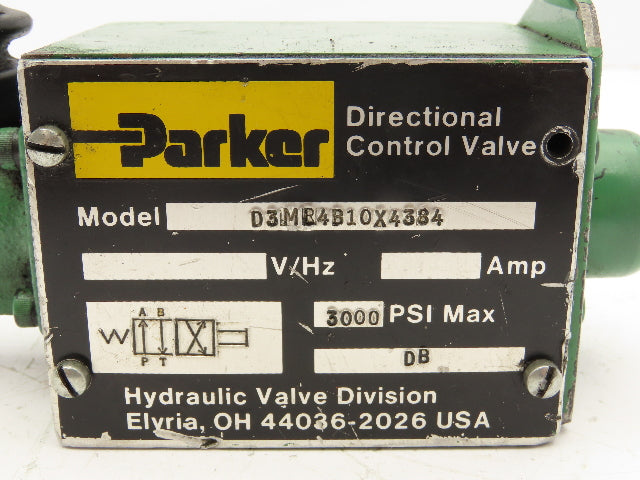 Parker
Directional
Control Valve
Model D3MR4B10X43S4
V/Hz Amp
A B
P T
3000 PSI Max
DB
Hydraulic Valve Division
Elyria, OH 44036-2026 USA